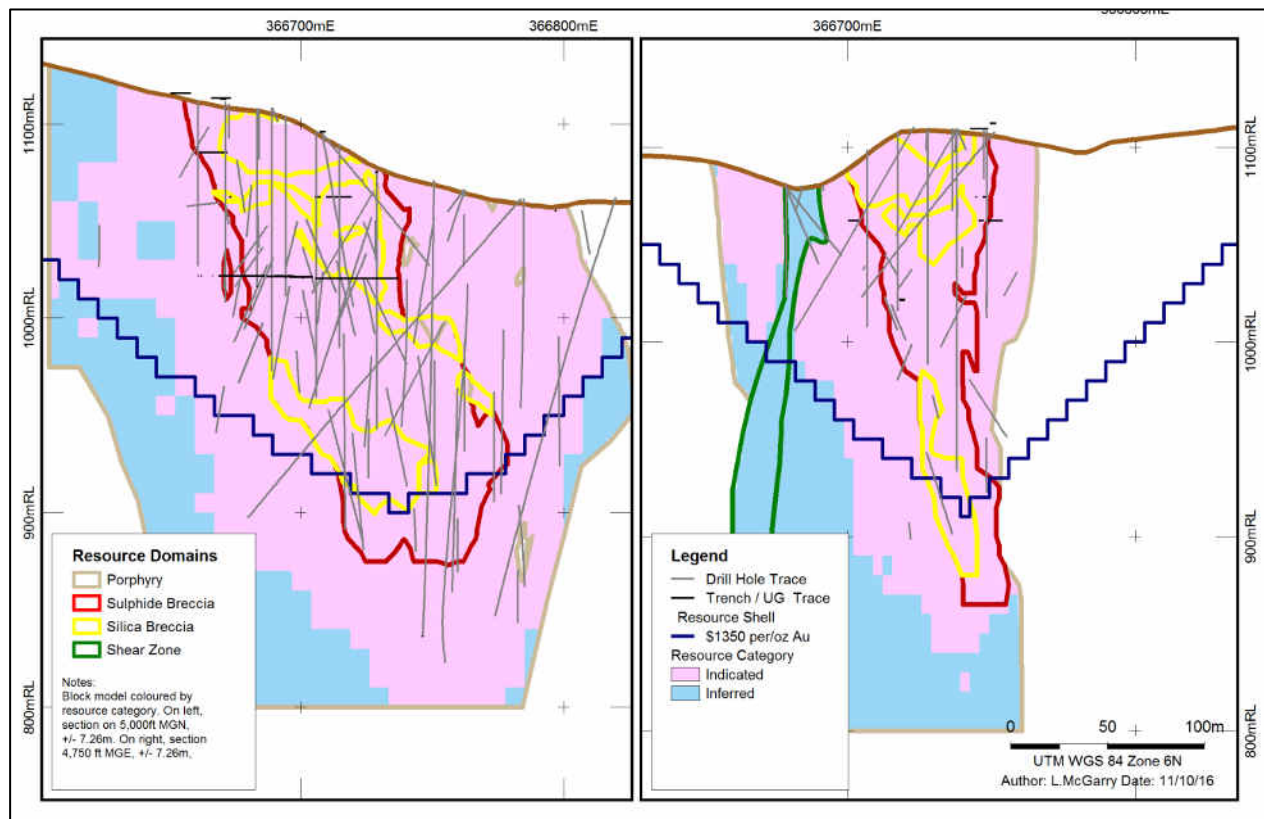 366700mE
366800mE
366700mE
1100mRL
1000mRL
900mRL
800mRL
Resource Domains
Porphyry
Sulphide Breccia
Silica Breccia
Shear Zone
Notes:
Block model coloured by
resource category. On left,
section on 5,000ft MGN,
+/- 7.26m. On right, section
4,750 ft MGE, +/- 7.26m,
Legend
Drill Hole Trace
Trench / UG Trace
Resource Shell
$1350 per/oz Au
Resource Category
Indicated
Inferred
1100mRL
1000mRL
900mRL
800mRL
0 50 100m
UTM WGS 84 Zone 6N
Author: L.McGarry Date: 11/10/16